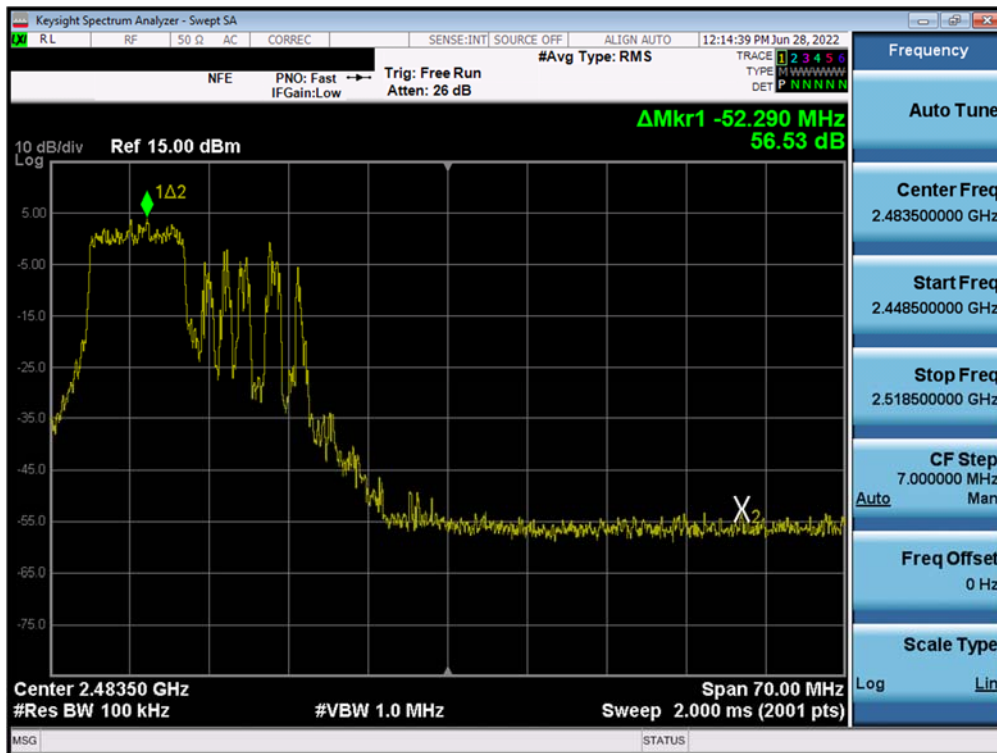 Keysight Spectrum Analyzer - Swept SA
LXI RL RF 50 Ω AC CORREC SENSE:INT SOURCE OFF ALIGN AUTO 12:14:39 PM Jun 28, 2022
NFE PNO: Fast Trig: Free Run #Avg Type: RMS TRACE 1 2 3 4 5 6
IFGain:Low Atten: 26 dB TYPE M W W W W W
DET P N N N N N
ΔMkr1 -52.290 MHz
56.53 dB
10 dB/div Ref 15.00 dBm
Log
1Δ2
5.00
-5.00
-15.0
-25.0
-35.0
-45.0
-55.0
X2
-65.0
-75.0
Center 2.48350 GHz Span 70.00 MHz
#Res BW 100 kHz #VBW 1.0 MHz Sweep 2.000 ms (2001 pts)
MSG STATUS
Frequency
Auto Tune
Center Freq
2.483500000 GHz
Start Freq
2.448500000 GHz
Stop Freq
2.518500000 GHz
CF Step
7.000000 MHz
Auto Man
Freq Offset
0 Hz
Scale Type
Log Lin